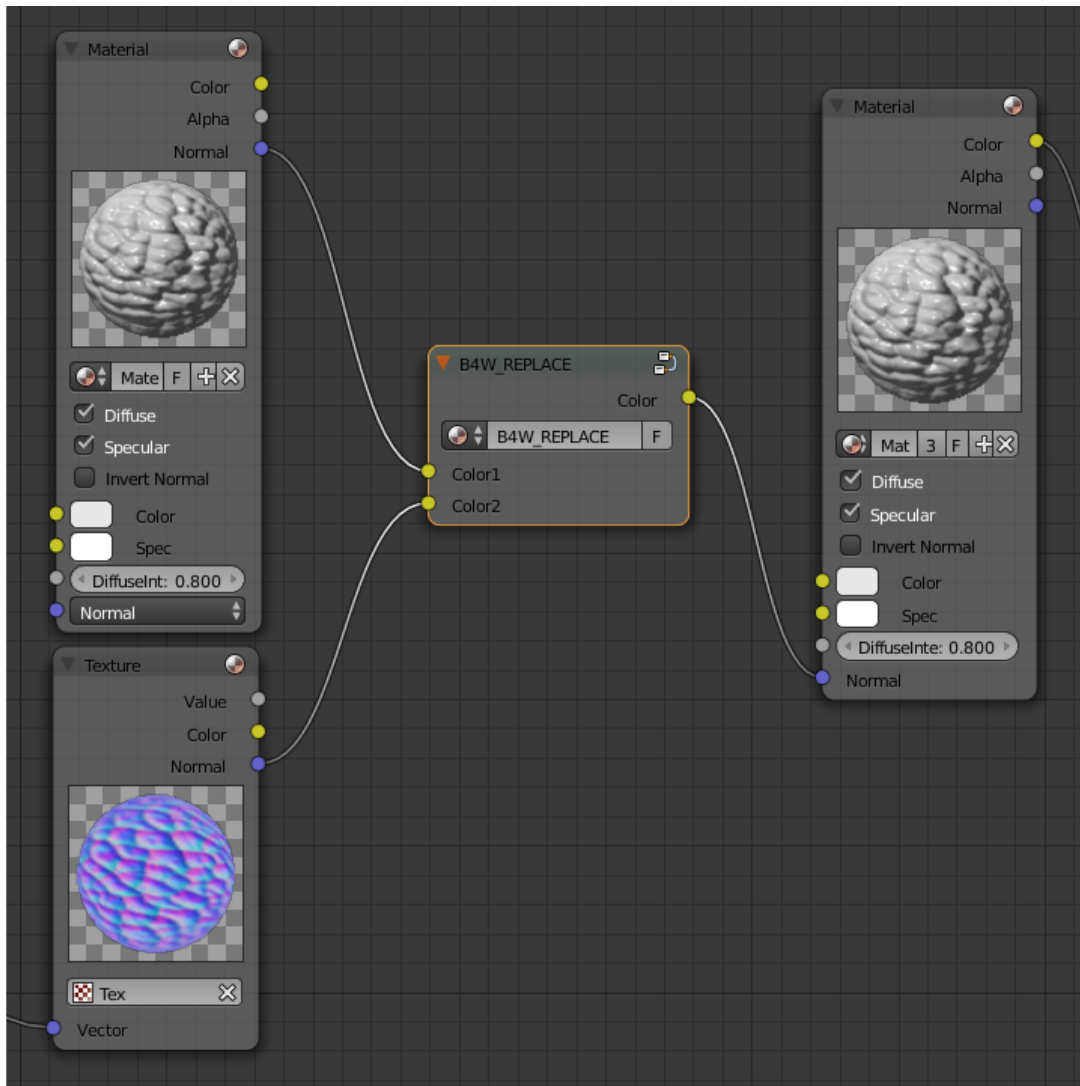 Material
Color
Alpha
Normal
Mate F
Diffuse
Specular
Invert Normal
Color
Spec
DiffuseInt: 0.800
Normal
Texture
Value
Color
Normal
Tex
Vector
B4W_REPLACE
Color
B4W_REPLACE F
Color1
Color2
Material
Color
Alpha
Normal
Mat 3 F
Diffuse
Specular
Invert Normal
Color
Spec
DiffuseInte: 0.800
Normal